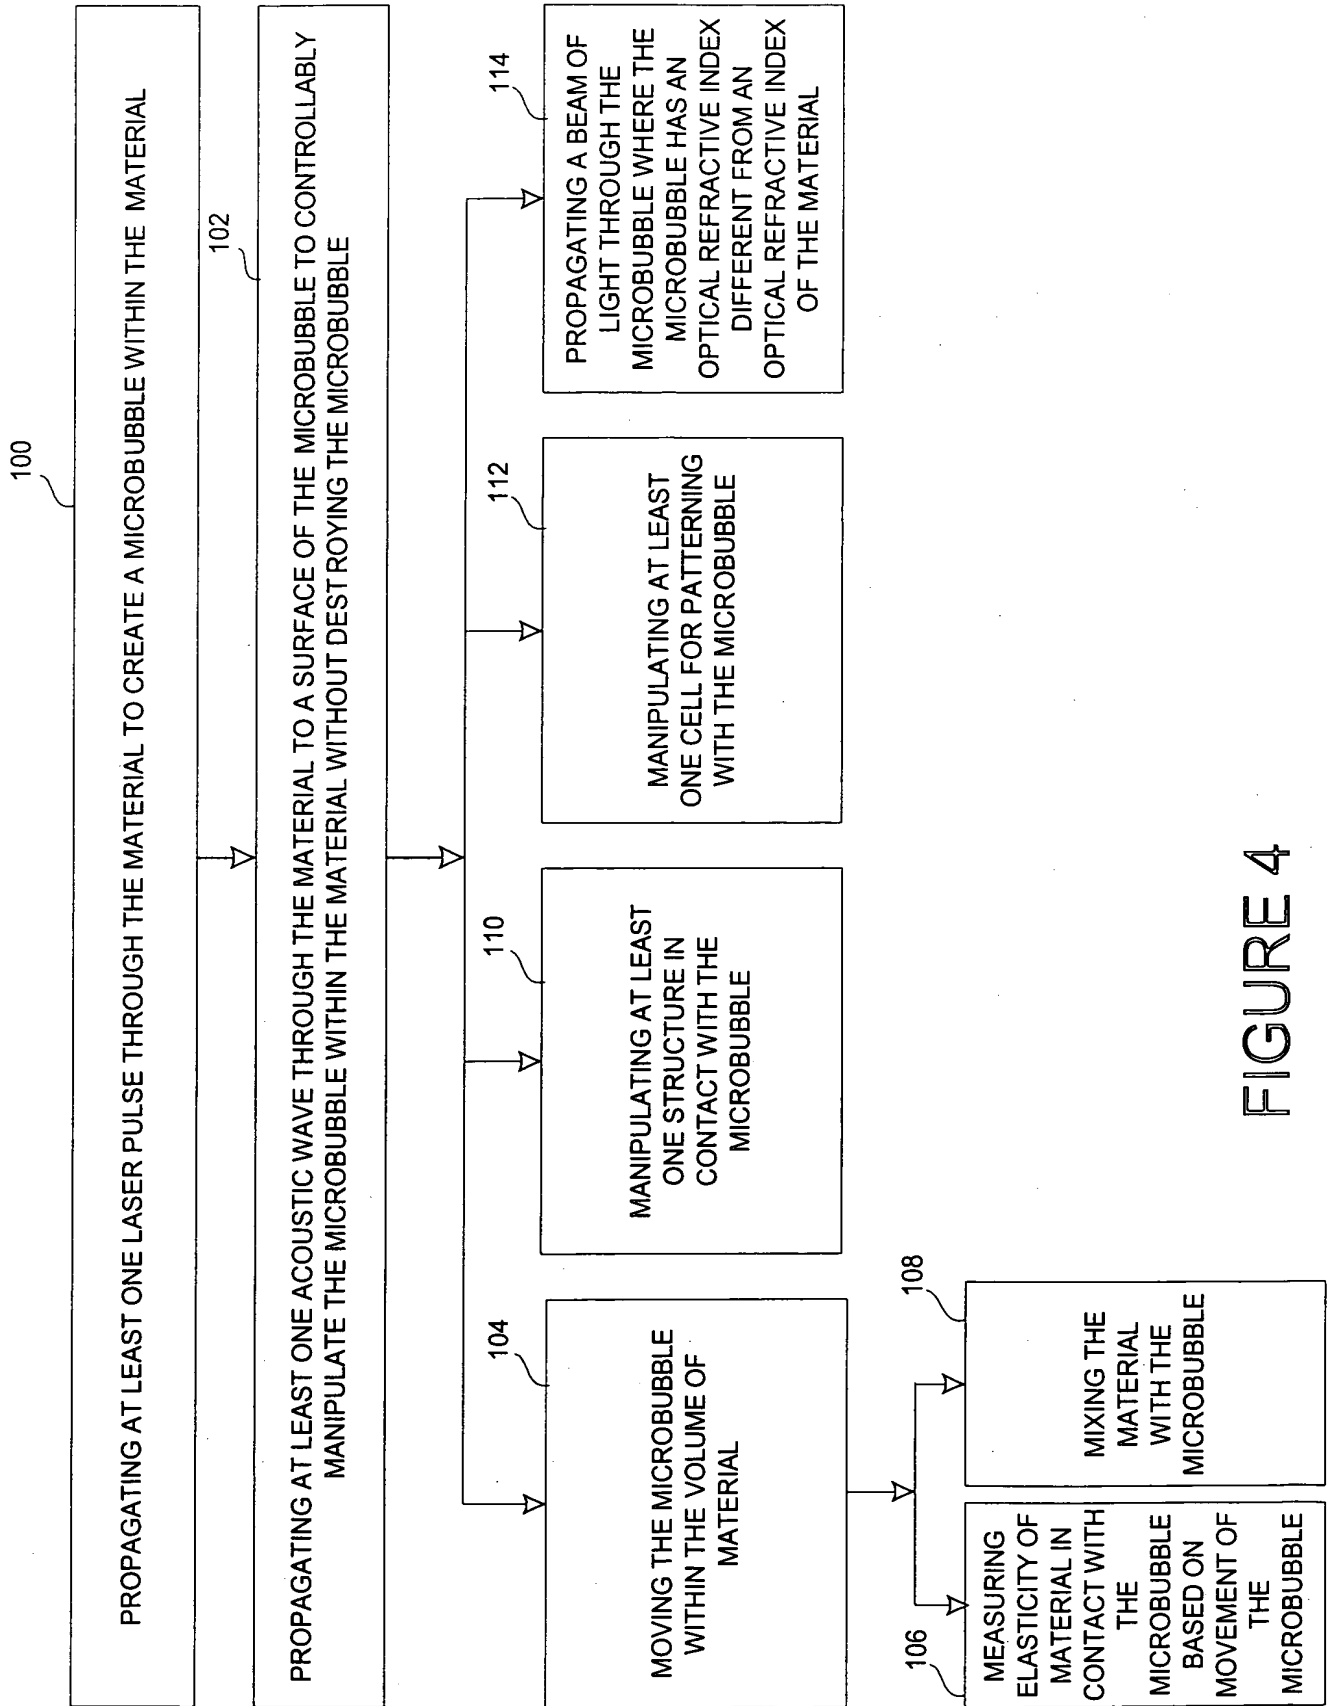 100
PROPAGATING AT LEAST ONE LASER PULSE THROUGH THE MATERIAL TO CREATE A MICROBUBBLE WITHIN THE MATERIAL
102
PROPAGATING AT LEAST ONE ACOUSTIC WAVE THROUGH THE MATERIAL TO A SURFACE OF THE MICROBUBBLE TO CONTROLLABLY
MANIPULATE THE MICROBUBBLE WITHIN THE MATERIAL WITHOUT DESTROYING THE MICROBUBBLE
104
MOVING THE MICROBUBBLE
WITHIN THE VOLUME OF
MATERIAL
110
MANIPULATING AT LEAST
ONE STRUCTURE IN
CONTACT WITH THE
MICROBUBBLE
112
MANIPULATING AT LEAST
ONE CELL FOR PATTERNING
WITH THE MICROBUBBLE
114
PROPAGATING A BEAM OF
LIGHT THROUGH THE
MICROBUBBLE WHERE THE
MICROBUBBLE HAS AN
OPTICAL REFRACTIVE INDEX
DIFFERENT FROM AN
OPTICAL REFRACTIVE INDEX
OF THE MATERIAL
106
MEASURING
ELASTICITY OF
MATERIAL IN
CONTACT WITH
THE
MICROBUBBLE
BASED ON
MOVEMENT OF
THE
MICROBUBBLE
108
MIXING THE
MATERIAL
WITH THE
MICROBUBBLE
FIGURE 4